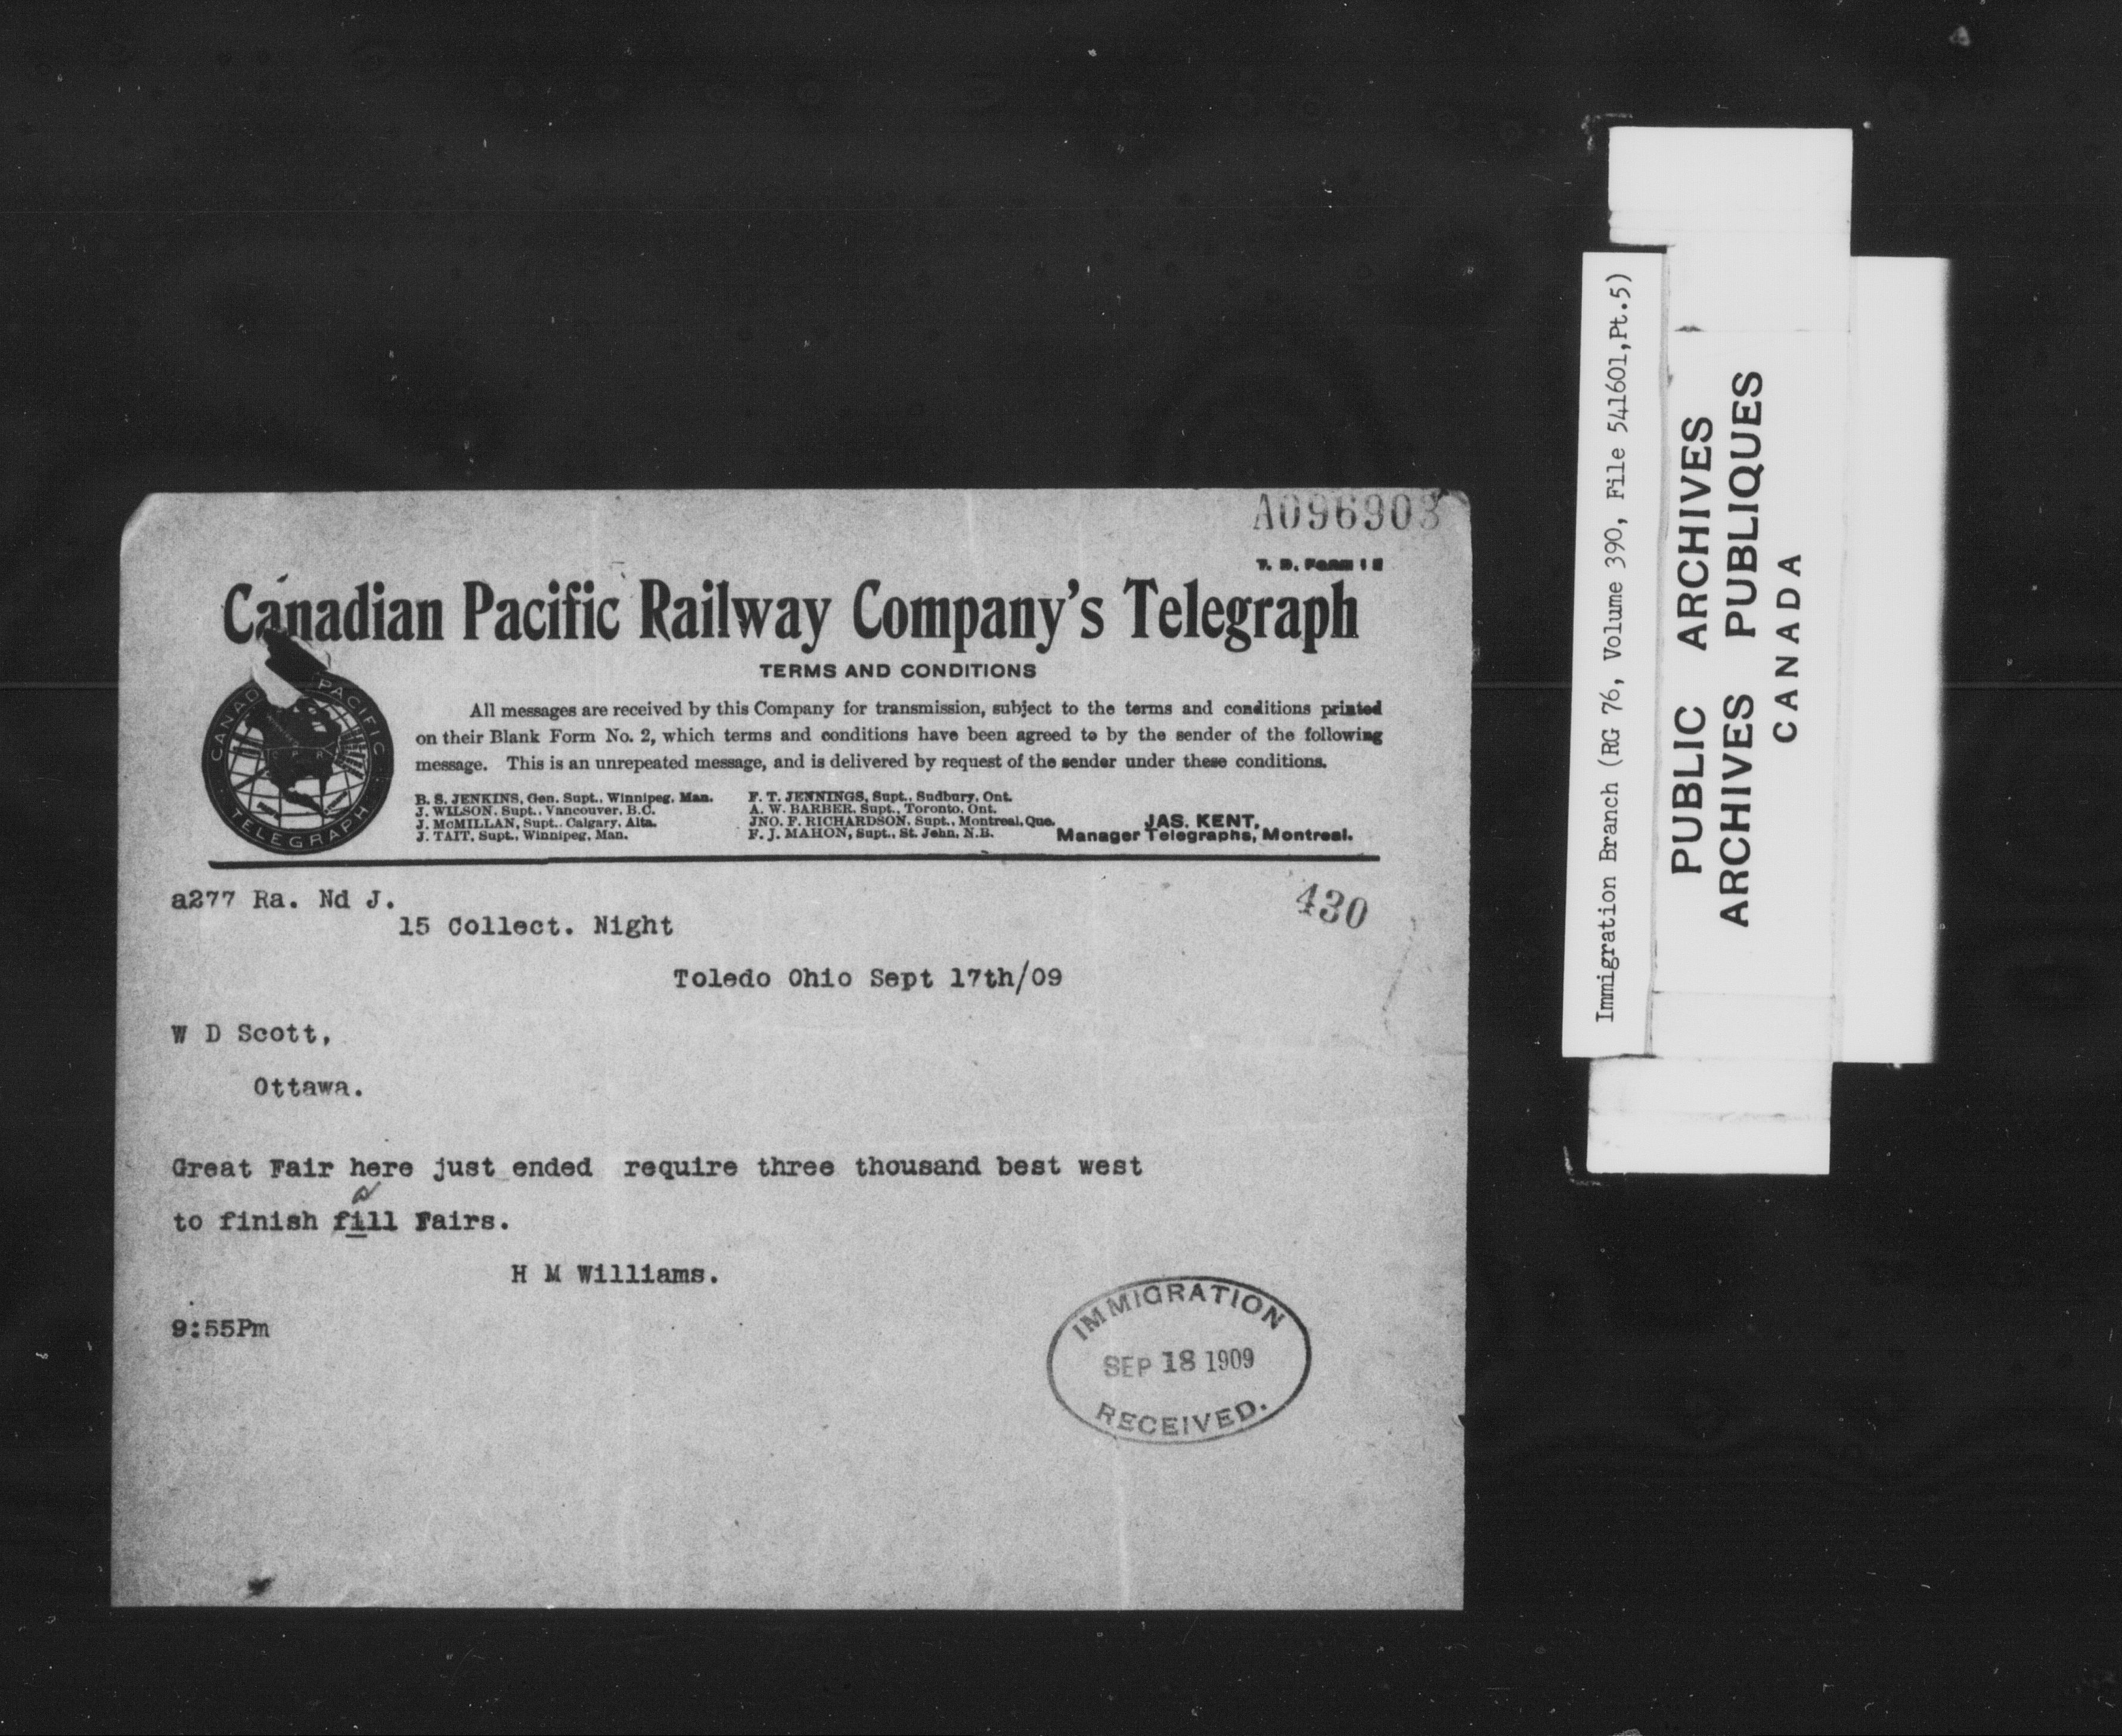 A096903
T. D. Form 1 E
Canadian Pacific Railway Company's Telegraph
TERMS AND CONDITIONS
All messages are received by this Company for transmission, subject to the terms and conditions printed
on their Blank Form No. 2, which terms and conditions have been agreed to by the sender of the following
message. This is an unrepeated message, and is delivered by request of the sender under these conditions.
CANAD PACIFIC
TELEGRAPH
B. S. JENKINS, Gen. Supt., Winnipeg, Man.
J. WILSON, Supt., Vancouver, B.C.
J. McMILLAN, Supt., Calgary, Alta.
J. TAIT, Supt., Winnipeg, Man.
F. T. JENNINGS, Supt., Sudbury, Ont.
A. W. BARBER, Supt., Toronto, Ont.
JNO. F. RICHARDSON, Supt., Montreal, Que.
F. J. MAHON, Supt., St. John, N.B.
JAS. KENT,
Manager Telegraphs, Montreal.
430
a277 Ra. Nd J.
15 Collect. Night
Toledo Ohio Sept 17th/09
W D Scott,
Ottawa.
Great Fair here just ended require three thousand best west
a
to finish fill Fairs.
H M Williams.
9:55Pm
IMMIGRATION
SEP 18 1909
RECEIVED.
Immigration Branch (RG 76, Volume 390, File 541601,Pt.5)
PUBLIC ARCHIVES
ARCHIVES PUBLIQUES
CANADA